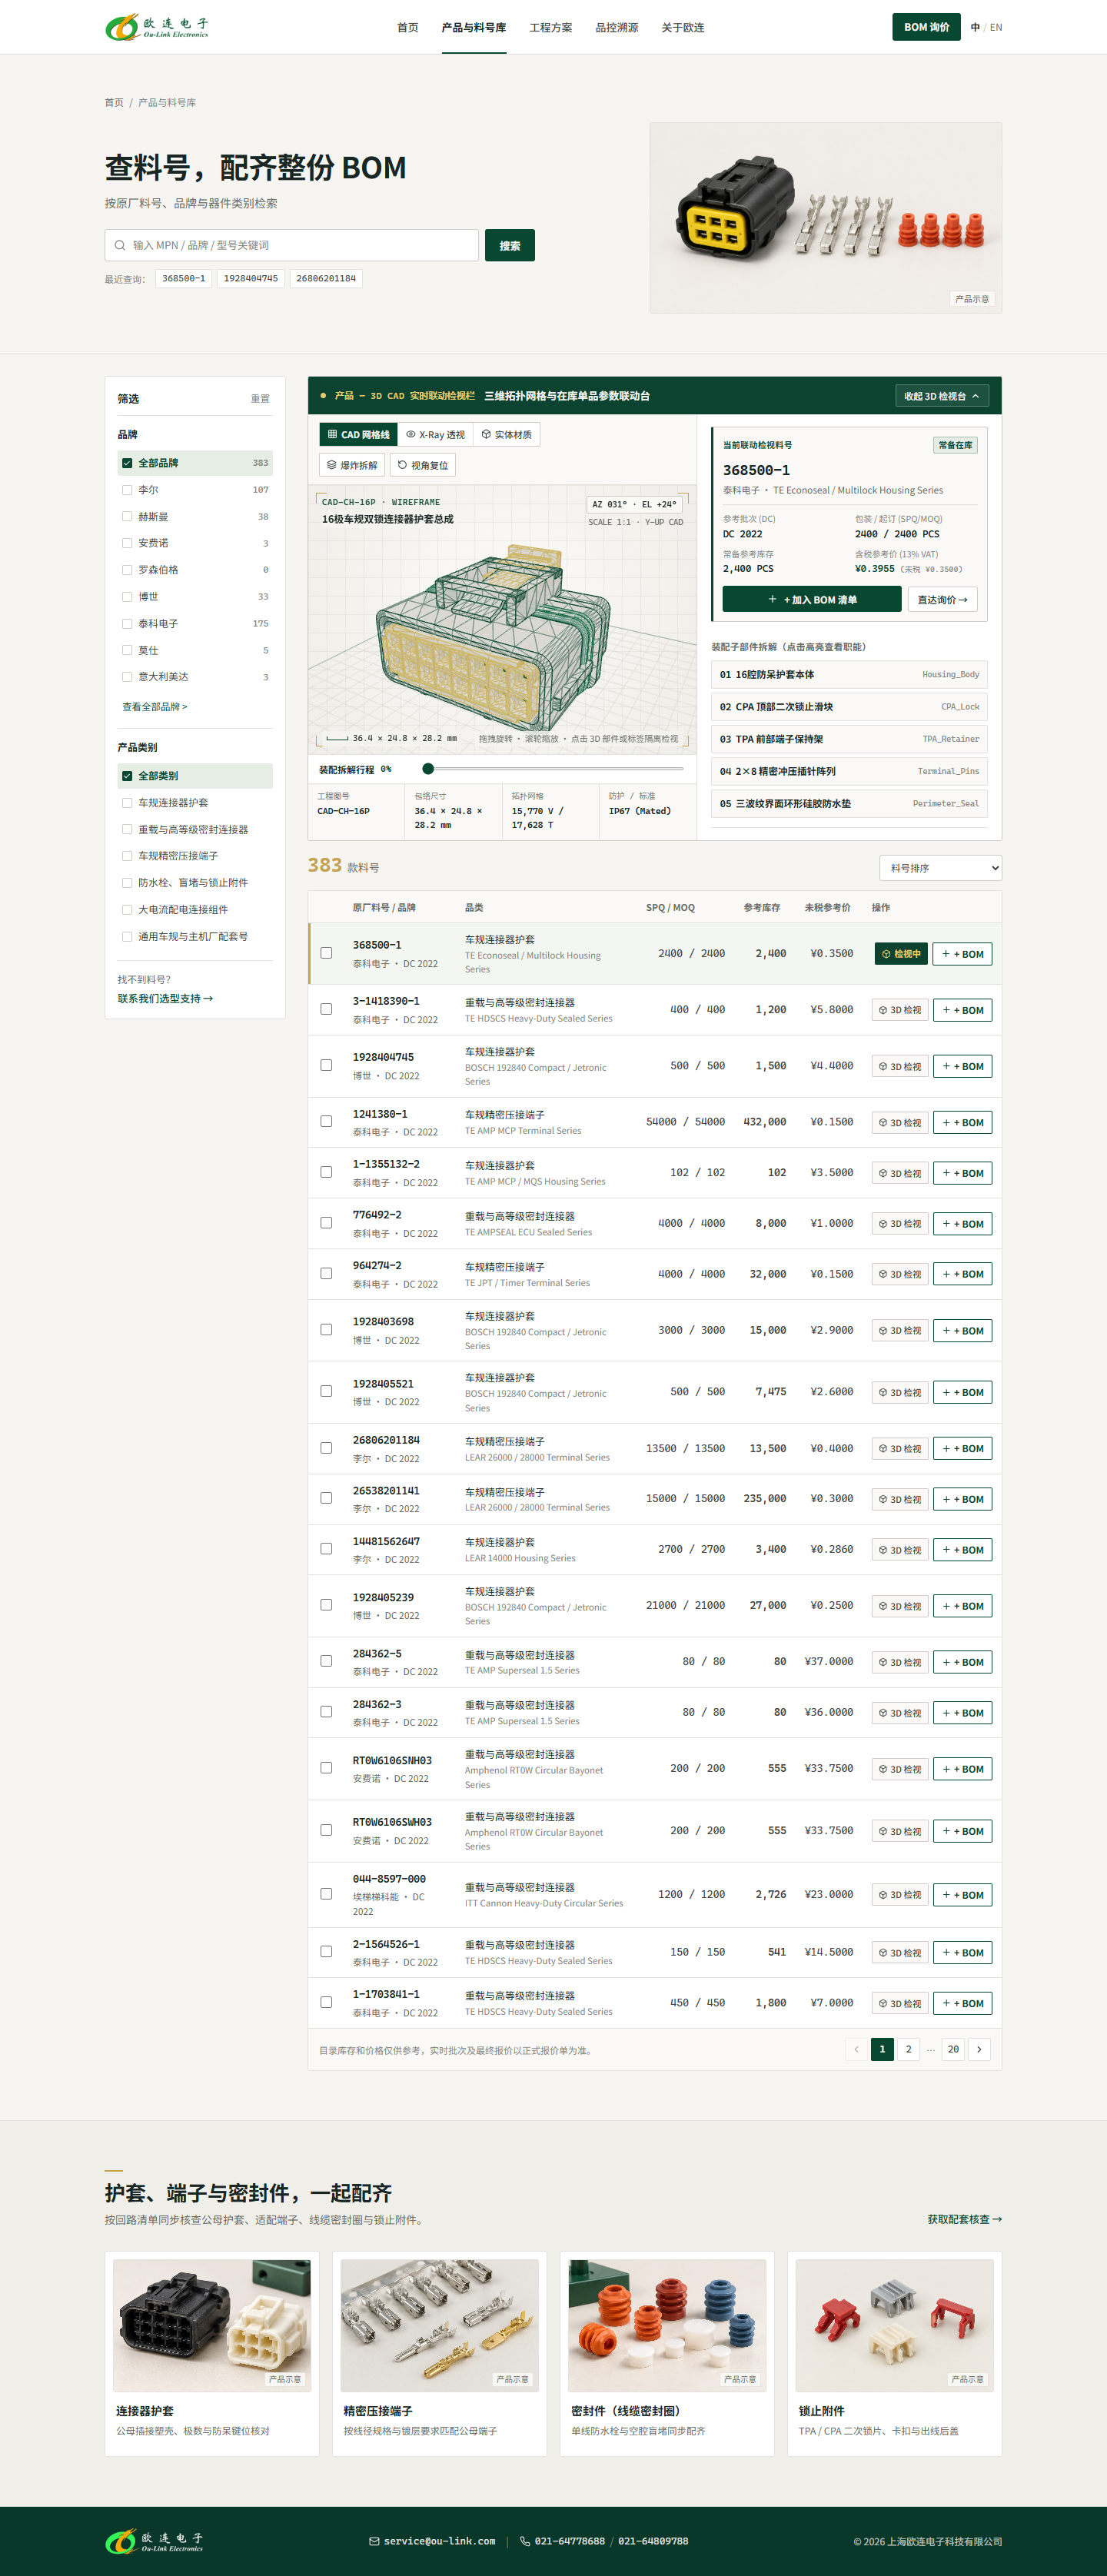 欧连电子
Ou-Link Electronics
首页
产品与料号库
工程方案
品控溯源
关于欧连
BOM 询价
中 / EN
首页 / 产品与料号库
查料号，配齐整份 BOM
按原厂料号、品牌与器件类别检索
输入 MPN / 品牌 / 型号关键词
搜索
最近查询:
368500-1
1928404745
26806201184
产品示意
筛选
重置
品牌
全部品牌 383
李尔 107
赫斯曼 38
安费诺 3
罗森伯格 0
博世 33
泰科电子 175
莫仕 5
意大利美达 3
查看全部品牌 >
产品类别
全部类别
车规连接器护套
重载与高等级密封连接器
车规精密压接端子
防水栓、盲堵与锁止附件
大电流配电连接组件
通用车规与主机厂配套号
找不到料号?
联系我们选型支持 →
产品 — 3D CAD 实时联动检视栏
三维拓扑网格与在库单品参数联动台
收起 3D 检视台
CAD 网格线
X-Ray 透视
实体材质
爆炸拆解
视角复位
CAD-CH-16P · WIREFRAME
16极车规双锁连接器护套总成
AZ 031° · EL +24°
SCALE 1:1 · Y-UP CAD
36.4 × 24.8 × 28.2 mm
拖拽旋转 · 滚轮缩放 · 点击 3D 部件或标签隔离检视
装配拆解行程 0%
工程图号
CAD-CH-16P
包络尺寸
36.4 × 24.8 × 28.2 mm
拓扑网格
15,770 V / 17,628 T
防护 / 标准
IP67 (Mated)
当前联动检视料号
常备在库
368500-1
泰科电子 · TE Econoseal / Multilock Housing Series
参考批次 (DC)
DC 2022
包装 / 起订 (SPQ/MOQ)
2400 / 2400 PCS
常备参考库存
2,400 PCS
含税参考价 (13% VAT)
¥0.3955 (未税 ¥0.3500)
+ + 加入 BOM 清单
直达询价 →
装配子部件拆解（点击高亮查看职能）
01 16腔防呆护套本体 Housing_Body
02 CPA 顶部二次锁止滑块 CPA_Lock
03 TPA 前部端子保持架 TPA_Retainer
04 2×8 精密冲压插针阵列 Terminal_Pins
05 三波纹界面环形硅胶防水垫 Perimeter_Seal
383 款料号
料号排序
原厂料号 / 品牌 品类 SPQ / MOQ 参考库存 未税参考价 操作
368500-1 车规连接器护套 2400 / 2400 2,400 ¥0.3500 检视中 + + BOM
泰科电子 · DC 2022 TE Econoseal / Multilock Housing Series
3-1418390-1 重载与高等级密封连接器 400 / 400 1,200 ¥5.8000 3D 检视 + + BOM
泰科电子 · DC 2022 TE HDSCS Heavy-Duty Sealed Series
1928404745 车规连接器护套 500 / 500 1,500 ¥4.4000 3D 检视 + + BOM
博世 · DC 2022 BOSCH 192840 Compact / Jetronic Series
1241380-1 车规精密压接端子 54000 / 54000 432,000 ¥0.1500 3D 检视 + + BOM
泰科电子 · DC 2022 TE AMP MCP Terminal Series
1-1355132-2 车规连接器护套 102 / 102 102 ¥3.5000 3D 检视 + + BOM
泰科电子 · DC 2022 TE AMP MCP / MQS Housing Series
776492-2 重载与高等级密封连接器 4000 / 4000 8,000 ¥1.0000 3D 检视 + + BOM
泰科电子 · DC 2022 TE AMPSEAL ECU Sealed Series
964274-2 车规精密压接端子 4000 / 4000 32,000 ¥0.1500 3D 检视 + + BOM
泰科电子 · DC 2022 TE JPT / Timer Terminal Series
1928403698 车规连接器护套 3000 / 3000 15,000 ¥2.9000 3D 检视 + + BOM
博世 · DC 2022 BOSCH 192840 Compact / Jetronic Series
1928405521 车规连接器护套 500 / 500 7,475 ¥2.6000 3D 检视 + + BOM
博世 · DC 2022 BOSCH 192840 Compact / Jetronic Series
26806201184 车规精密压接端子 13500 / 13500 13,500 ¥0.4000 3D 检视 + + BOM
李尔 · DC 2022 LEAR 26000 / 28000 Terminal Series
26538201141 车规精密压接端子 15000 / 15000 235,000 ¥0.3000 3D 检视 + + BOM
李尔 · DC 2022 LEAR 26000 / 28000 Terminal Series
14481562647 车规连接器护套 2700 / 2700 3,400 ¥0.2860 3D 检视 + + BOM
李尔 · DC 2022 LEAR 14000 Housing Series
1928405239 车规连接器护套 21000 / 21000 27,000 ¥0.2500 3D 检视 + + BOM
博世 · DC 2022 BOSCH 192840 Compact / Jetronic Series
284362-5 重载与高等级密封连接器 80 / 80 80 ¥37.0000 3D 检视 + + BOM
泰科电子 · DC 2022 TE AMP Superseal 1.5 Series
284362-3 重载与高等级密封连接器 80 / 80 80 ¥36.0000 3D 检视 + + BOM
泰科电子 · DC 2022 TE AMP Superseal 1.5 Series
RT0W6106SNH03 重载与高等级密封连接器 200 / 200 555 ¥33.7500 3D 检视 + + BOM
安费诺 · DC 2022 Amphenol RT0W Circular Bayonet Series
RT0W6106SWH03 重载与高等级密封连接器 200 / 200 555 ¥33.7500 3D 检视 + + BOM
安费诺 · DC 2022 Amphenol RT0W Circular Bayonet Series
044-8597-000 重载与高等级密封连接器 1200 / 1200 2,726 ¥23.0000 3D 检视 + + BOM
埃梯梯科能 · DC 2022 ITT Cannon Heavy-Duty Circular Series
2-1564526-1 重载与高等级密封连接器 150 / 150 541 ¥14.5000 3D 检视 + + BOM
泰科电子 · DC 2022 TE HDSCS Heavy-Duty Sealed Series
1-1703841-1 重载与高等级密封连接器 450 / 450 1,800 ¥7.0000 3D 检视 + + BOM
泰科电子 · DC 2022 TE HDSCS Heavy-Duty Sealed Series
目录库存和价格仅供参考，实时批次及最终报价以正式报价单为准。
1 2 … 20
护套、端子与密封件，一起配齐
按回路清单同步核查公母护套、适配端子、线缆密封圈与锁止附件。
获取配套核查 →
产品示意
产品示意
产品示意
产品示意
连接器护套
公母插接塑壳、极数与防呆键位核对
精密压接端子
按线径规格与镀层要求匹配公母端子
密封件（线缆密封圈）
单线防水栓与空腔盲堵同步配齐
锁止附件
TPA / CPA 二次锁片、卡扣与出线后盖
欧连电子
Ou-Link Electronics
service@ou-link.com | 021-64778688 / 021-64809788
© 2026 上海欧连电子科技有限公司